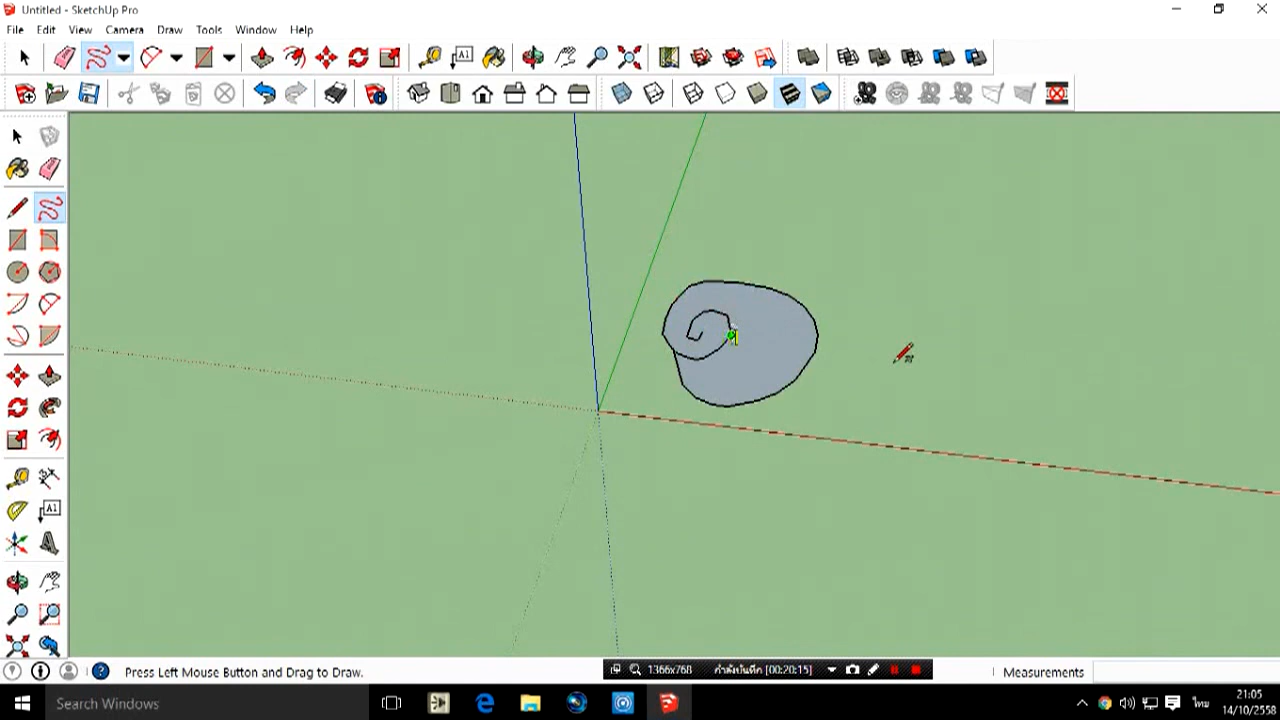 Untitled - SketchUp Pro
File Edit View Camera Draw Tools Window Help
A1
A1
Press Left Mouse Button and Drag to Draw.
1366x768 กำลังบันทึก [00:20:15]
Measurements
Search Windows
ไทย
21:05
14/10/2558